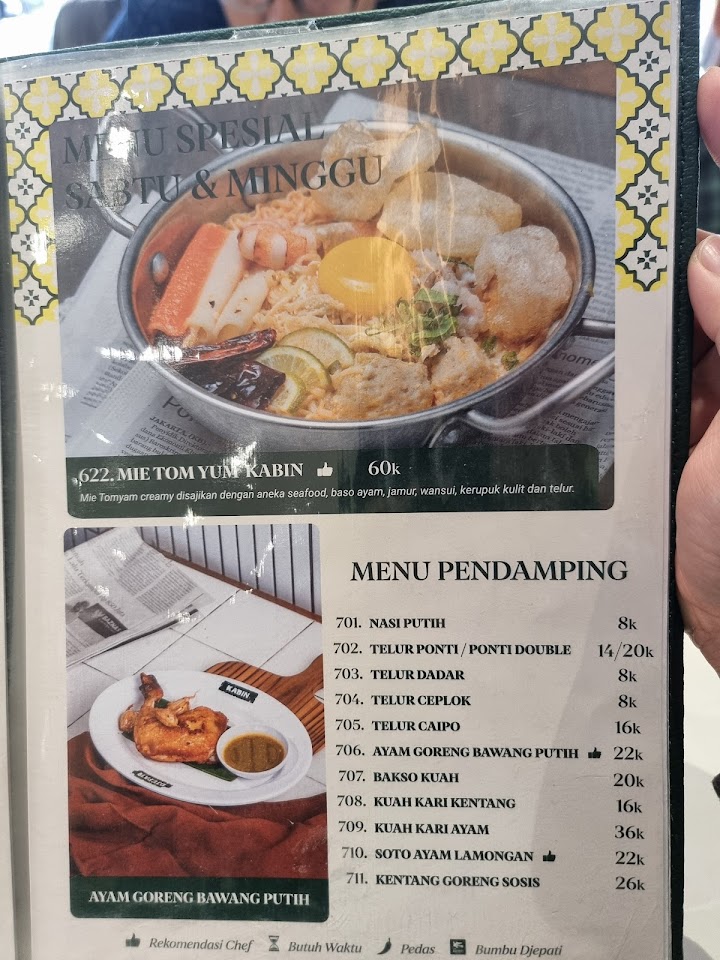 MENU SPESIAL
SABTU & MINGGU
622. MIE TOM YUM KABIN 60k
Mie Tomyam creamy disajikan dengan aneka seafood, baso ayam, jamur, wansui, kerupuk kulit dan telur.
MENU PENDAMPING
701. NASI PUTIH 8k
702. TELUR PONTI / PONTI DOUBLE 14/20k
703. TELUR DADAR 8k
704. TELUR CEPLOK 8k
705. TELUR CAIPO 16k
706. AYAM GORENG BAWANG PUTIH 22k
707. BAKSO KUAH 20k
708. KUAH KARI KENTANG 16k
709. KUAH KARI AYAM 36k
710. SOTO AYAM LAMONGAN 22k
711. KENTANG GORENG SOSIS 26k
KABIN
AYAM GORENG BAWANG PUTIH
Rekomendasi Chef Butuh Waktu Pedas Bumbu Djepati